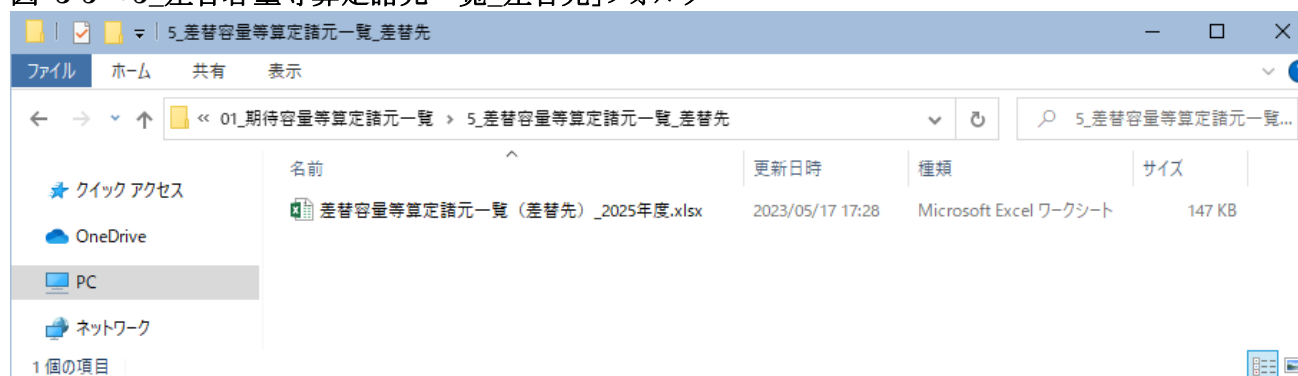 5_差替容量等算定諸元一覧_差替先
ファイル ホーム 共有 表示
« 01_期待容量等算定諸元一覧 › 5_差替容量等算定諸元一覧_差替先
5_差替容量等算定諸元一覧...
名前 更新日時 種類 サイズ
クイック アクセス
差替容量等算定諸元一覧（差替先）_2025年度.xlsx 2023/05/17 17:28 Microsoft Excel ワークシート 147 KB
OneDrive
PC
ネットワーク
1 個の項目